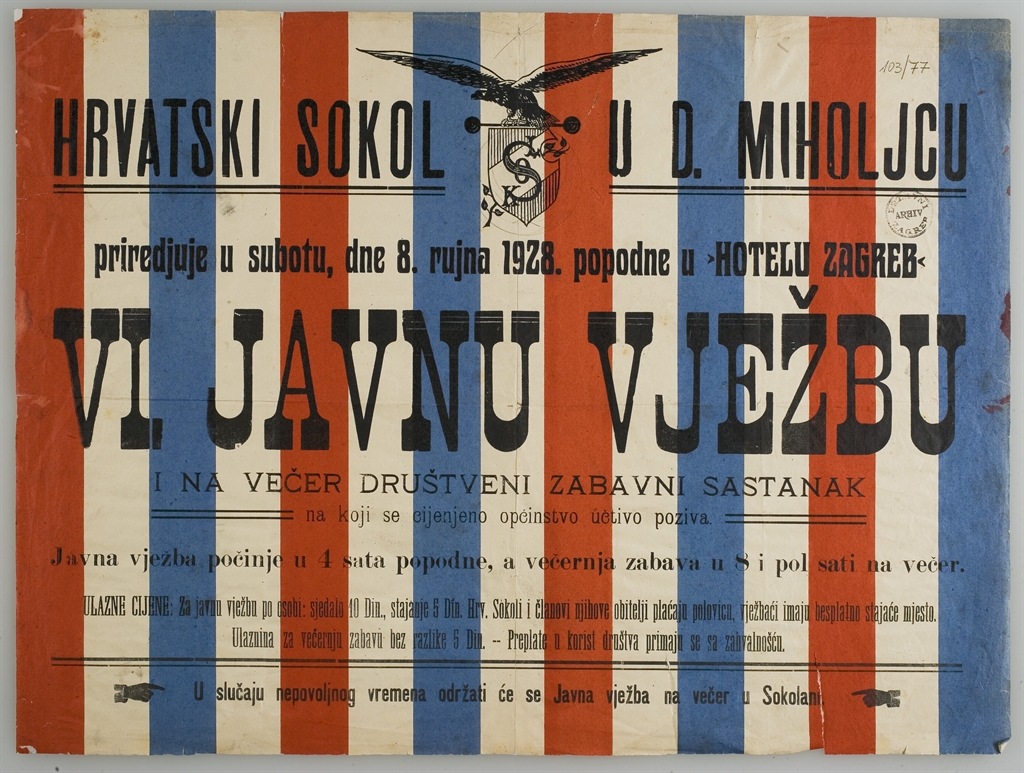 103/77
HRVATSKI SOKOL U D. MIHOLJCU
HSK
ARHIV
ZAGREB
priredjuje u subotu, dne 8. rujna 1928. popodne u ›HOTELU ZAGREB‹
VI. JAVNU VJEŽBU
I NA VEČER DRUŠTVENI ZABAVNI SASTANAK
na koji se cijenjeno općinstvo učtivo poziva.
Javna vježba počinje u 4 sata popodne, a večernja zabava u 8 i pol sati na večer.
ULAZNE CIJENE: Za javnu vježbu po osobi: sjedalo 10 Din., stajanje 5 Din. Hrv. Sokoli i članovi njihove obitelji plaćaju polovicu, vježbači imaju besplatno stajaće mjesto.
Ulaznina za večernju zabavu bez razlike 5 Din. -- Preplate u korist društva primaju se sa zahvalnošću.
U slučaju nepovoljnog vremena održati će se Javna vježba na večer u Sokolani.